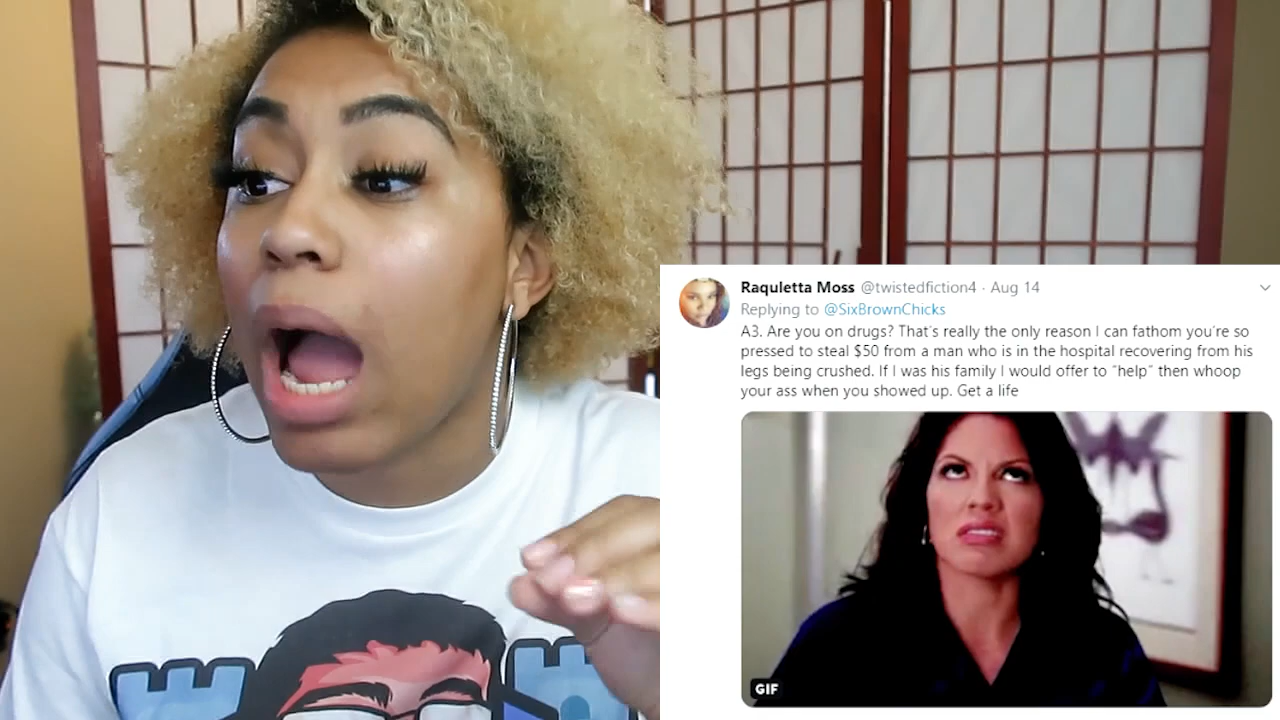 Raquletta Moss @twistedfiction4 · Aug 14
Replying to @SixBrownChicks
A3. Are you on drugs? That's really the only reason I can fathom you're so
pressed to steal $50 from a man who is in the hospital recovering from his
legs being crushed. If I was his family I would offer to "help" then whoop
your ass when you showed up. Get a life
GIF